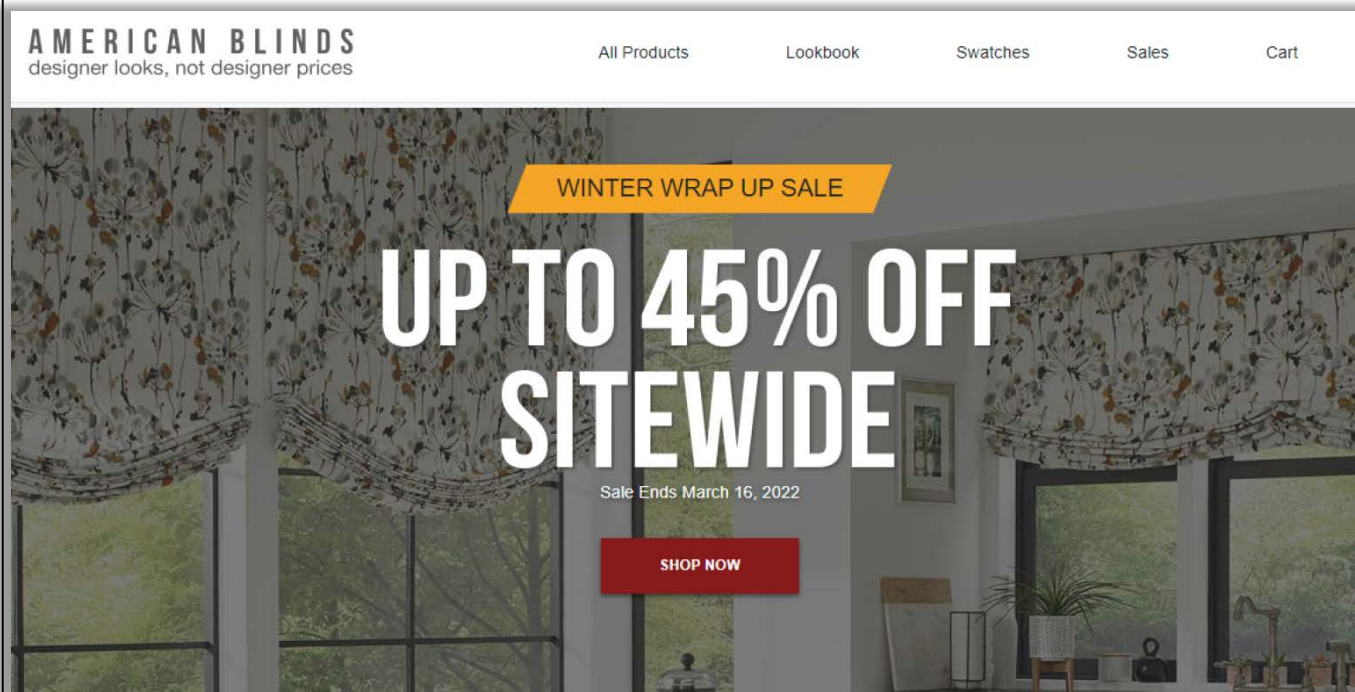 AMERICAN BLINDS
designer looks, not designer prices
All Products Lookbook Swatches Sales Cart
WINTER WRAP UP SALE
UP TO 45% OFF
SITEWIDE
Sale Ends March 16, 2022
SHOP NOW